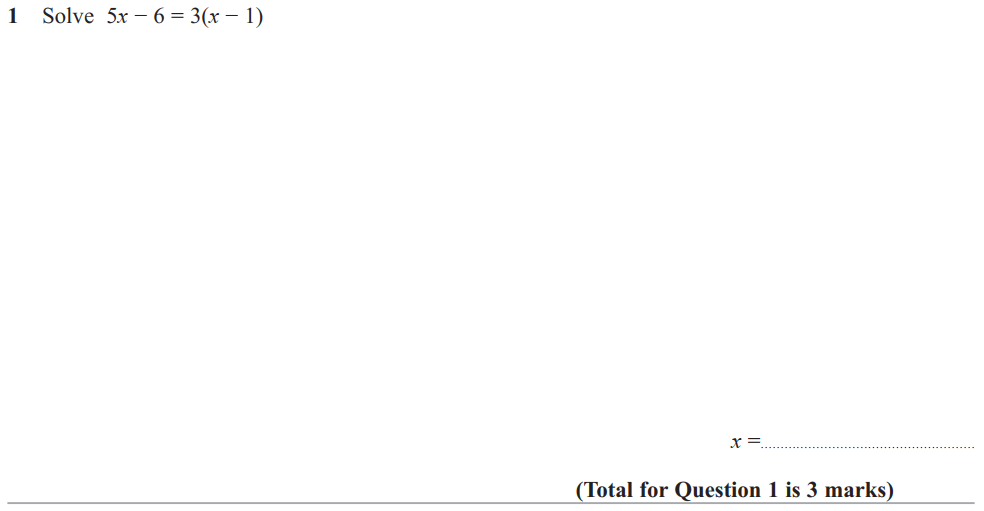 1 Solve 5x − 6 = 3(x − 1)
x = ........................................................
(Total for Question 1 is 3 marks)